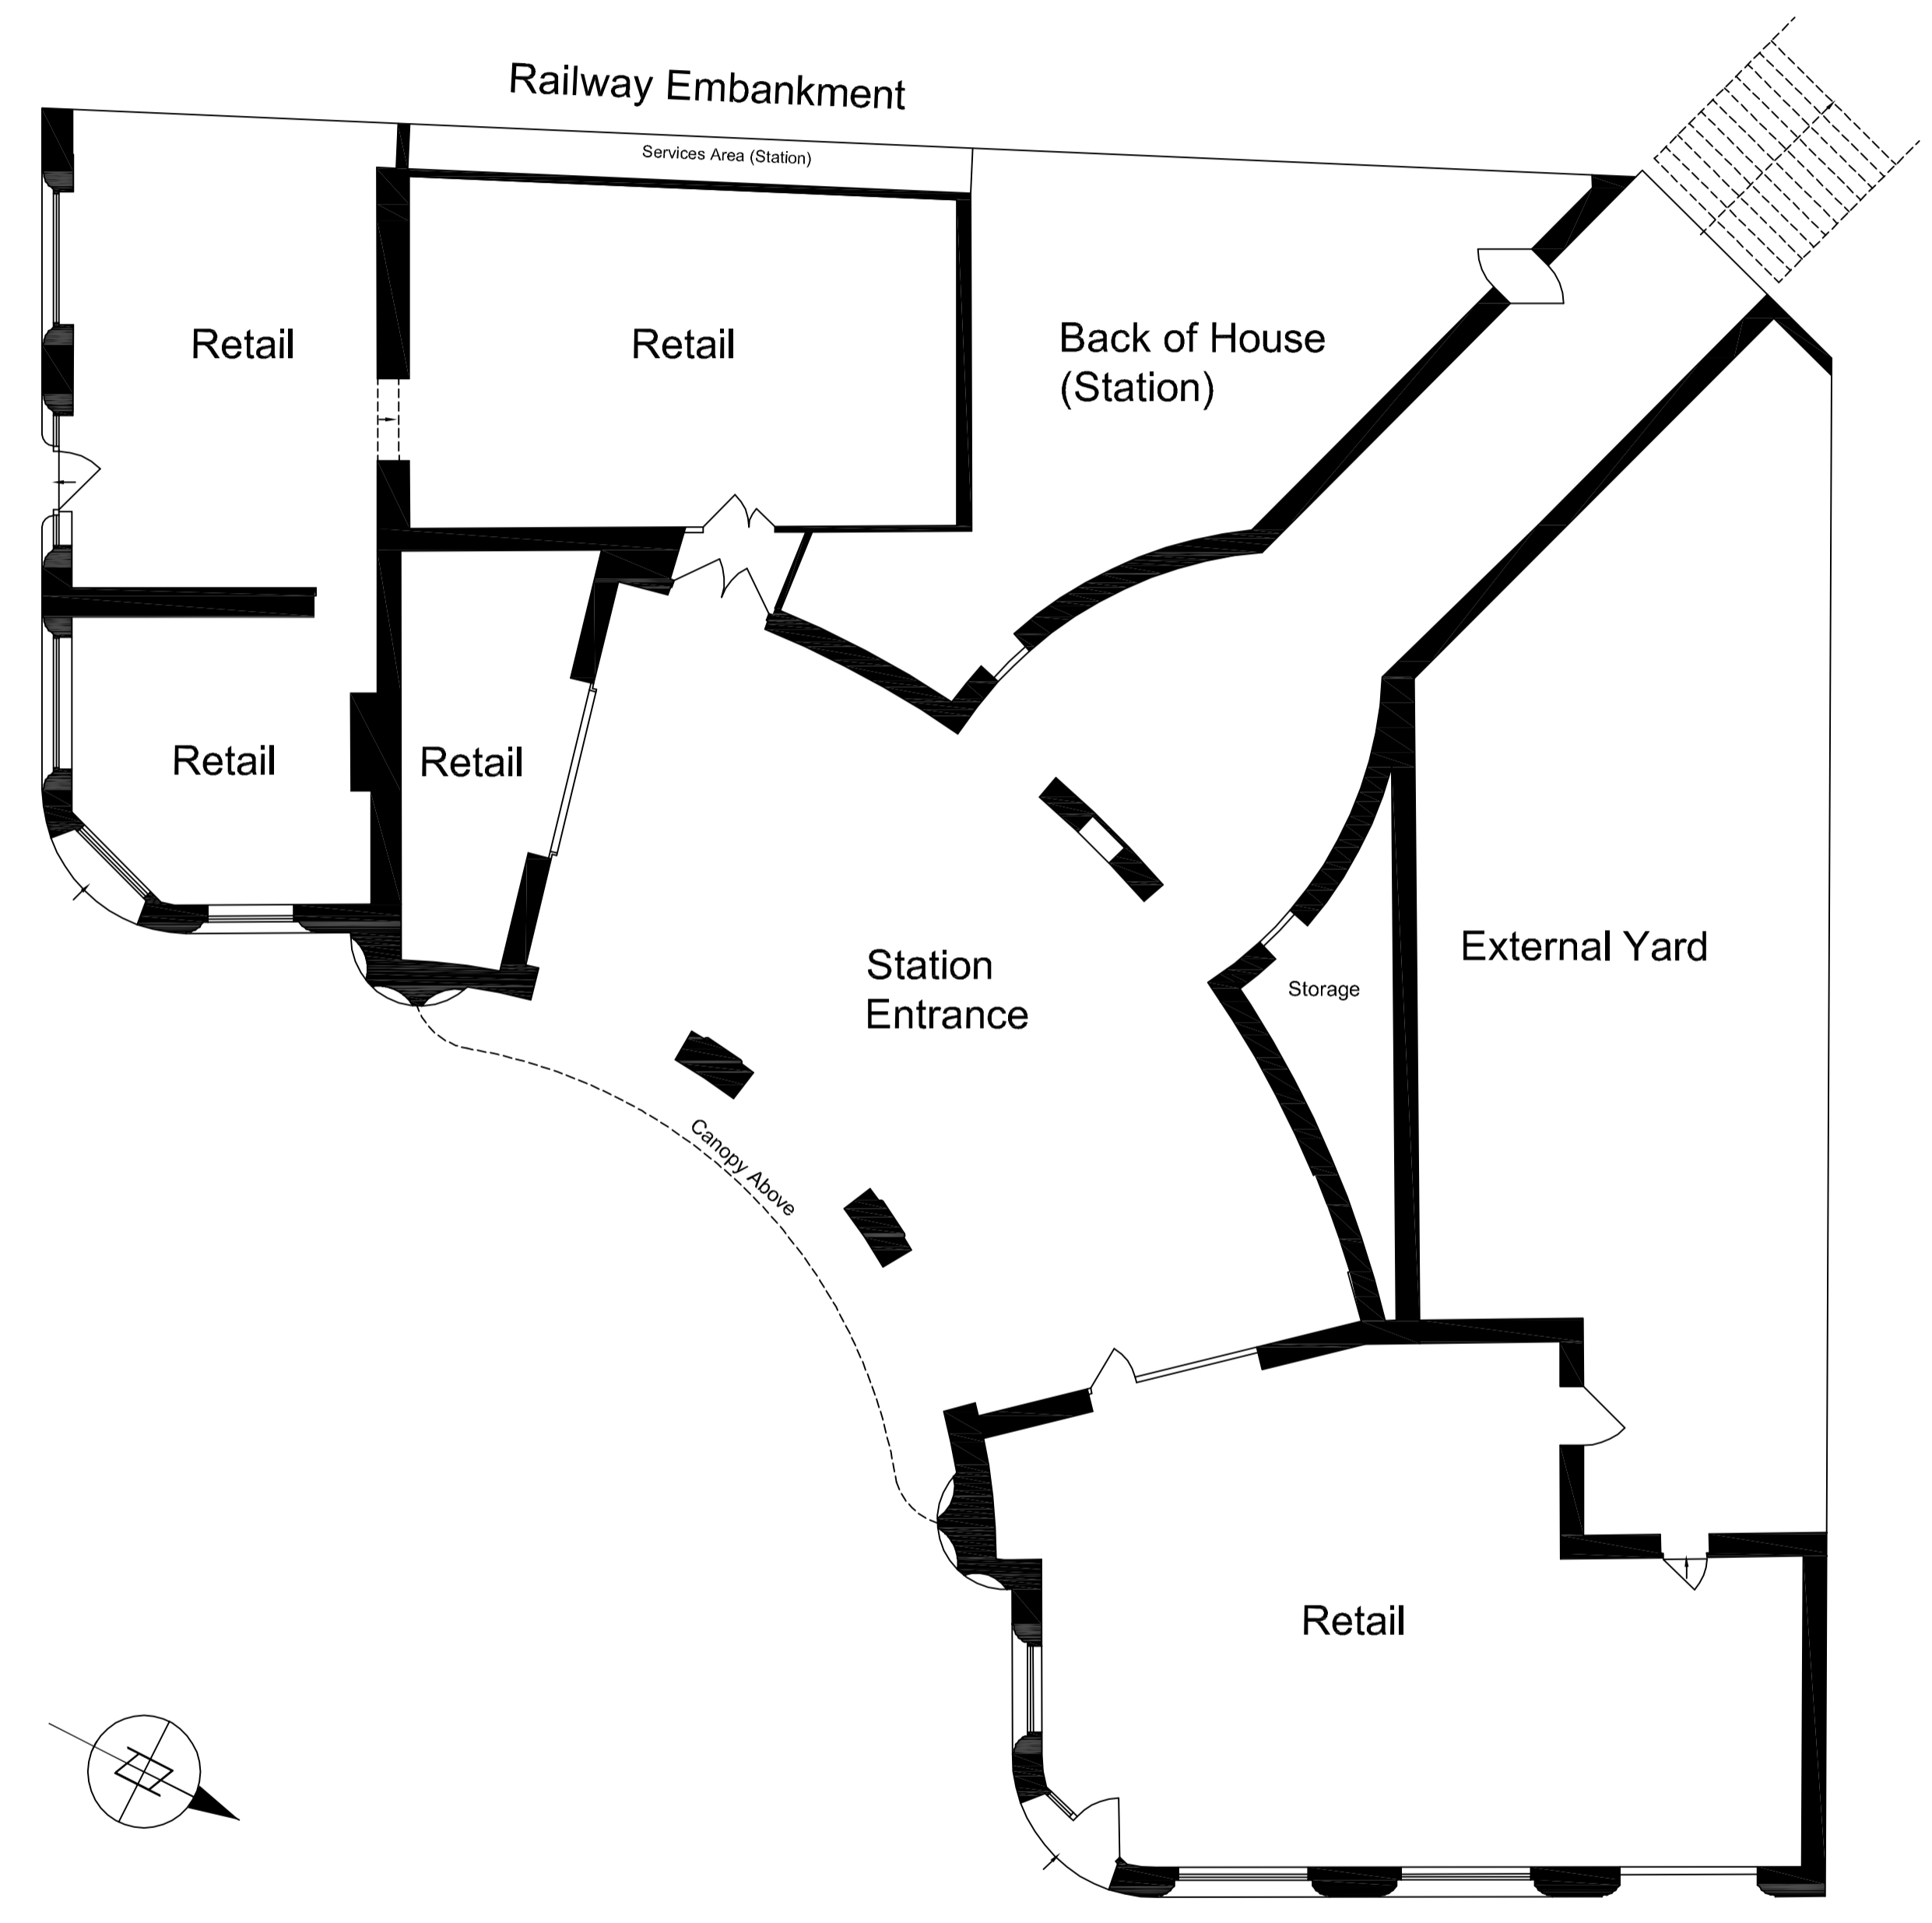 Railway Embankment
Services Area (Station)
Retail
Retail
Back of House
(Station)
Retail
Retail
Station
Entrance
External Yard
Storage
Canopy Above
Retail
N